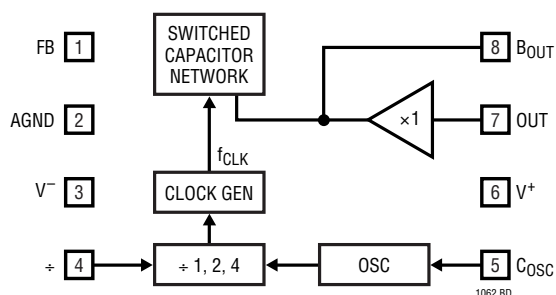 SWITCHED
CAPACITOR
NETWORK
FB 1
8 BOUT
AGND 2
×1
7 OUT
fCLK
V− 3
CLOCK GEN
6 V+
÷ 4
÷ 1, 2, 4
OSC
5 COSC
1062 BD